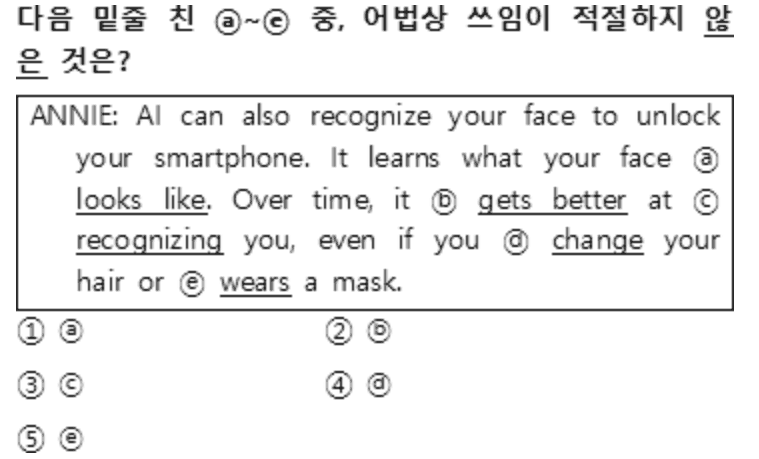 다음 밑줄 친 ⓐ~ⓔ 중, 어법상 쓰임이 적절하지 않
은 것은?
ANNIE: AI can also recognize your face to unlock
your smartphone. It learns what your face ⓐ
looks like. Over time, it ⓑ gets better at ⓒ
recognizing you, even if you ⓓ change your
hair or ⓔ wears a mask.
① ⓐ ② ⓑ
③ ⓒ ④ ⓓ
⑤ ⓔ